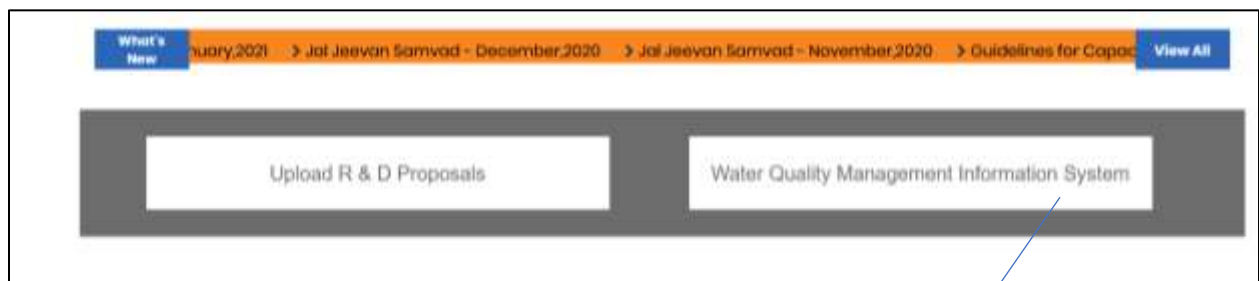 What's
New
nuary,2021 > Jal Jeevan Samvad - December,2020 > Jal Jeevan Samvad - November,2020 > Guidelines for Capac
View All
Upload R & D Proposals
Water Quality Management Information System